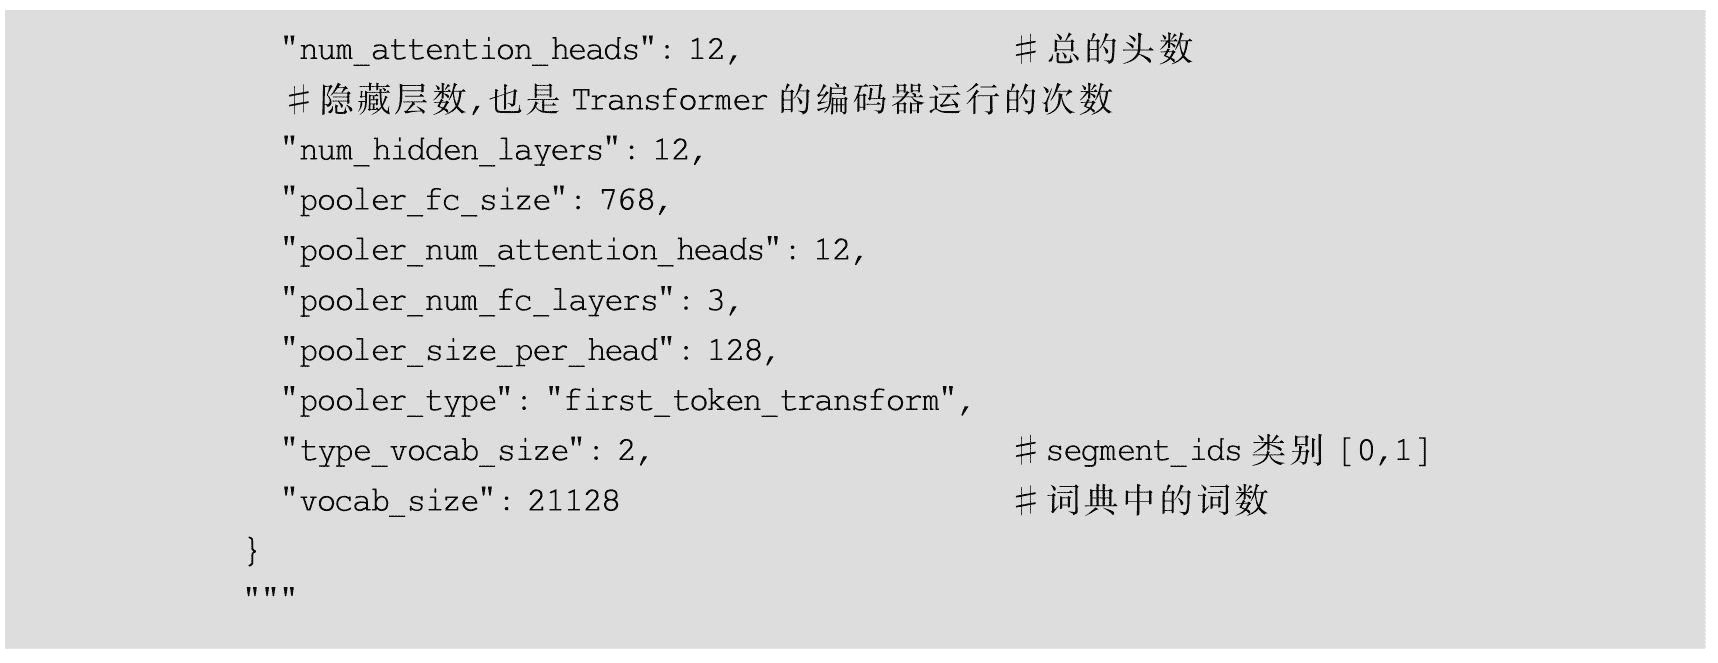 "num_attention_heads": 12, #总的头数
#隐藏层数,也是 Transformer 的编码器运行的次数
"num_hidden_layers": 12,
"pooler_fc_size": 768,
"pooler_num_attention_heads": 12,
"pooler_num_fc_layers": 3,
"pooler_size_per_head": 128,
"pooler_type": "first_token_transform",
"type_vocab_size": 2, #segment_ids 类别 [0,1]
"vocab_size": 21128 #词典中的词数
}
"""